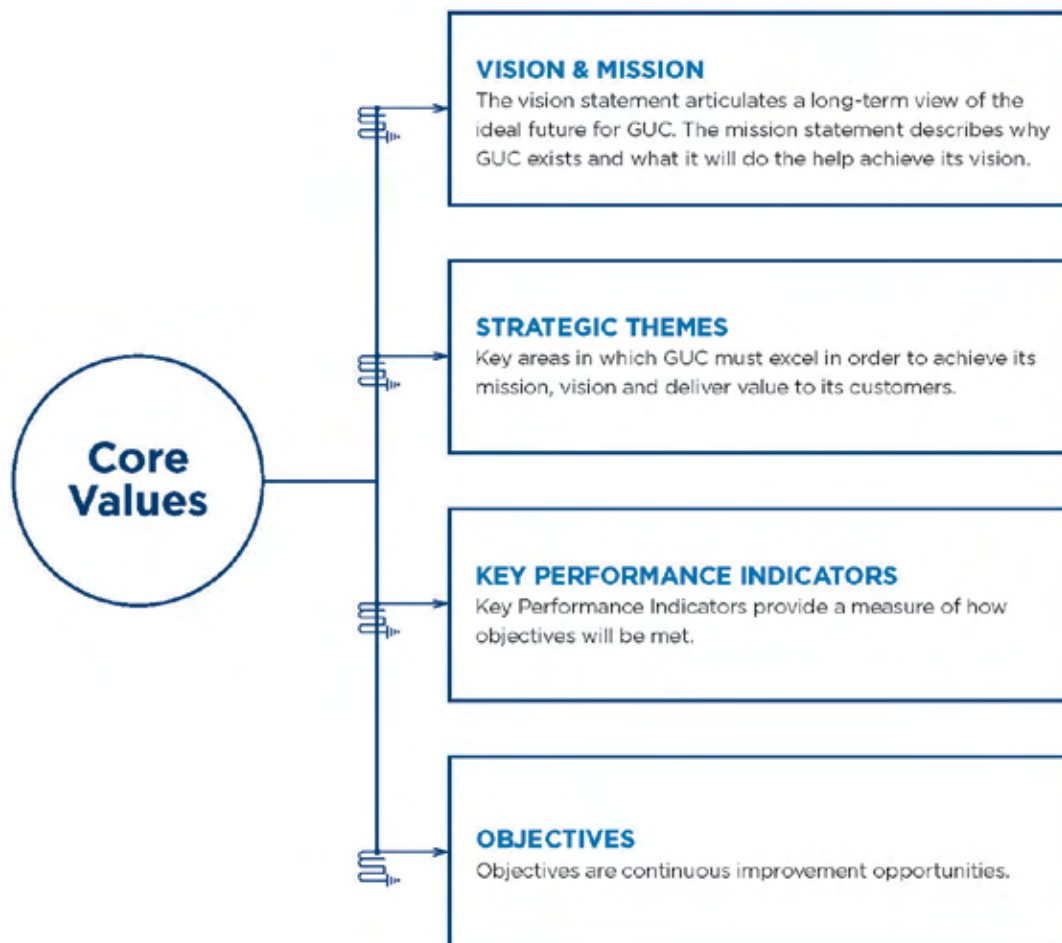 VISION & MISSION
The vision statement articulates a long-term view of the
ideal future for GUC. The mission statement describes why
GUC exists and what it will do the help achieve its vision.
STRATEGIC THEMES
Key areas in which GUC must excel in order to achieve its
mission, vision and deliver value to its customers.
Core
Values
KEY PERFORMANCE INDICATORS
Key Performance Indicators provide a measure of how
objectives will be met.
OBJECTIVES
Objectives are continuous improvement opportunities.